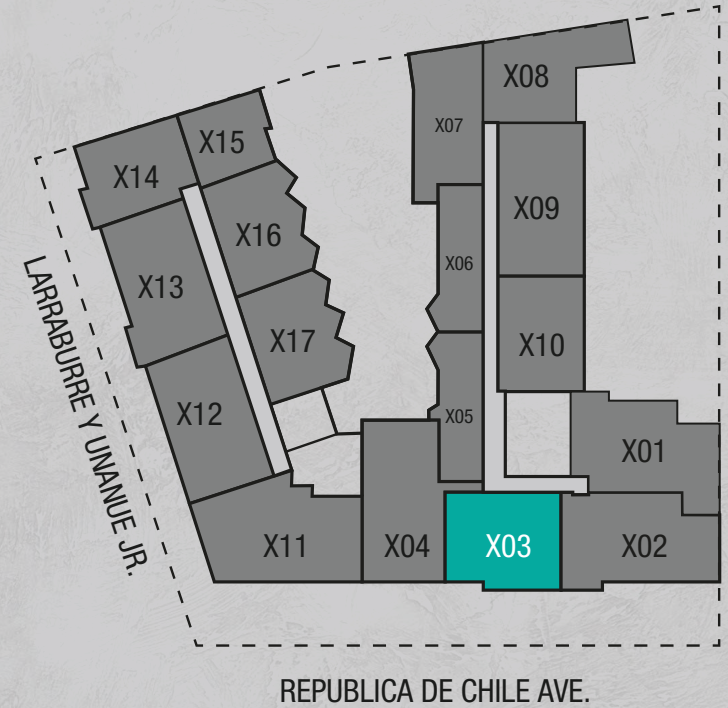 X08
X07
X15
X14
X09
X16
X06
X13
X17
X10
X05
X12
X01
X11
X04
X03
X02
LARRABURRE Y UNANUE JR.
REPUBLICA DE CHILE AVE.